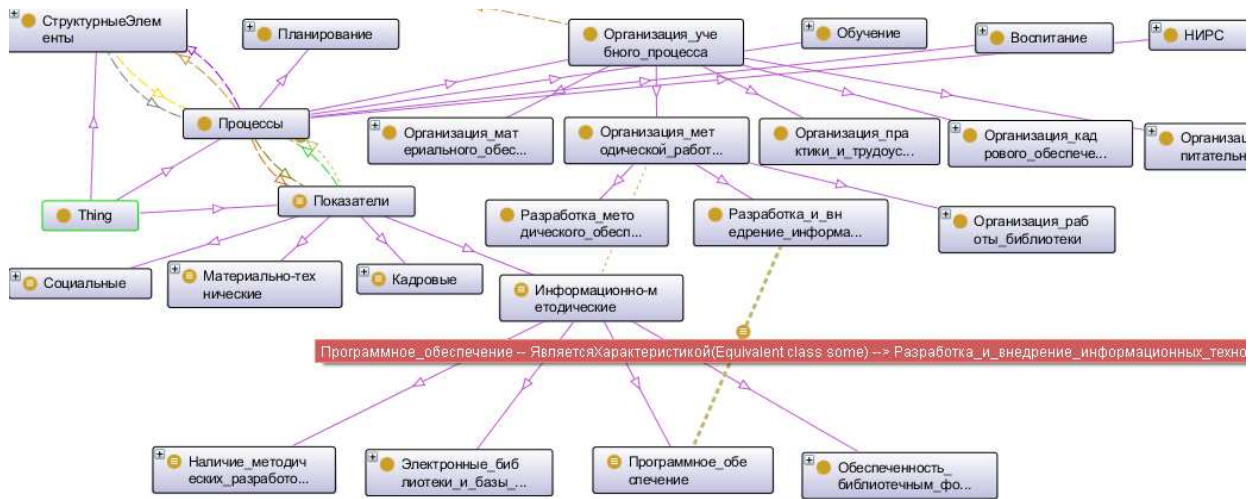 СтруктурныеЭлем
енты
Планирование
Организация_уче
бного_процесса
Обучение
Воспитание
НИРС
Процессы
Организация_мат
ериального_обес...
Организация_мет
одической_работ...
Организация_пра
ктики_и_трудоус...
Организация_кад
рового_обеспече...
Организац
питательн
Thing
Показатели
Разработка_мето
дического_обесп...
Разработка_и_вн
едрение_информа...
Организация_раб
оты_библиотеки
Социальные
Материально-тех
нические
Кадровые
Информационно-м
етодические
Программное_обеспечение -- ЯвляетсяХарактеристикой(Equivalent class some) --> Разработка_и_внедрение_информационных_техно
Наличие_методич
еских_разработо...
Электронные_биб
лиотеки_и_базы_...
Программное_обе
спечение
Обеспеченность_
библиотечным_фо...